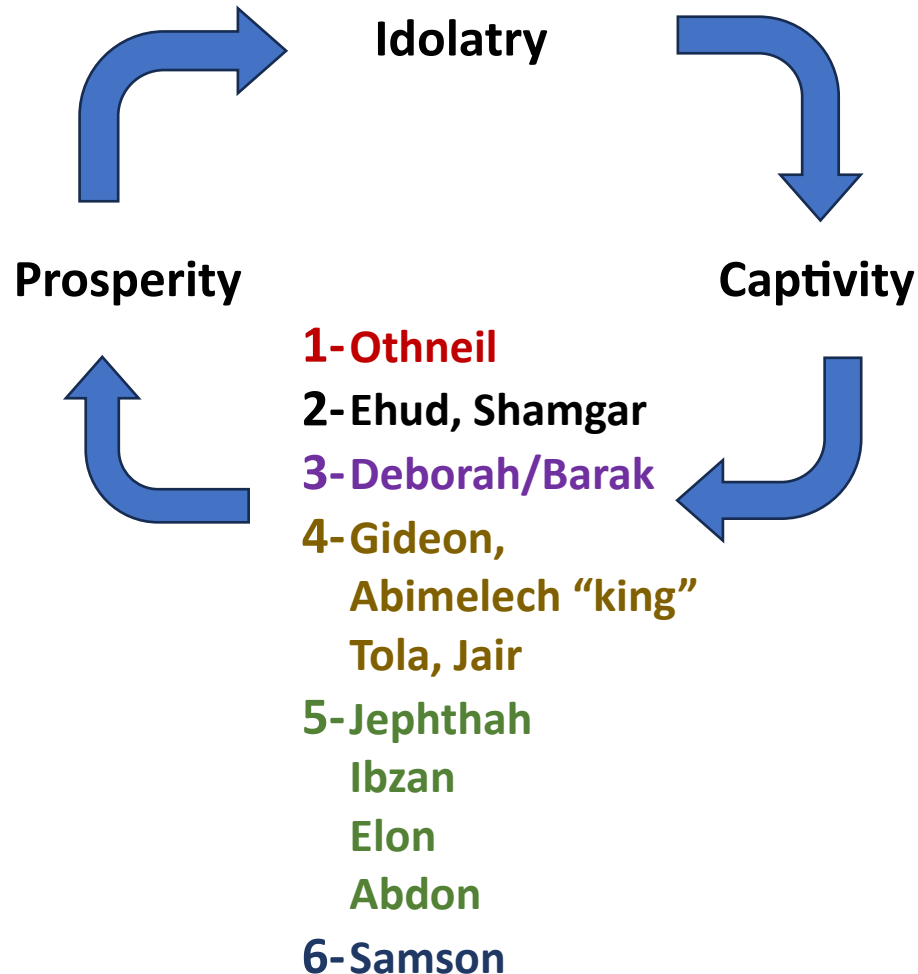 Idolatry
Prosperity
Captivity
1- Othneil
2- Ehud, Shamgar
3- Deborah/Barak
4- Gideon,
Abimelech “king”
Tola, Jair
5- Jephthah
Ibzan
Elon
Abdon
6- Samson